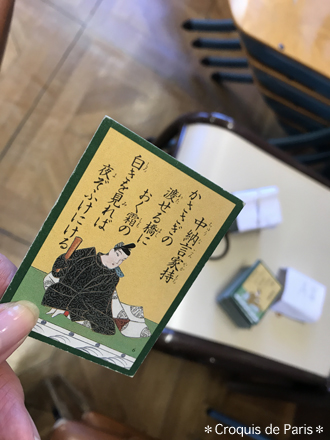 中納言家持
かささぎの
渡せる橋に
おく霜の
白きを見れば
夜ぞふけにける
＊Croquis de Paris＊